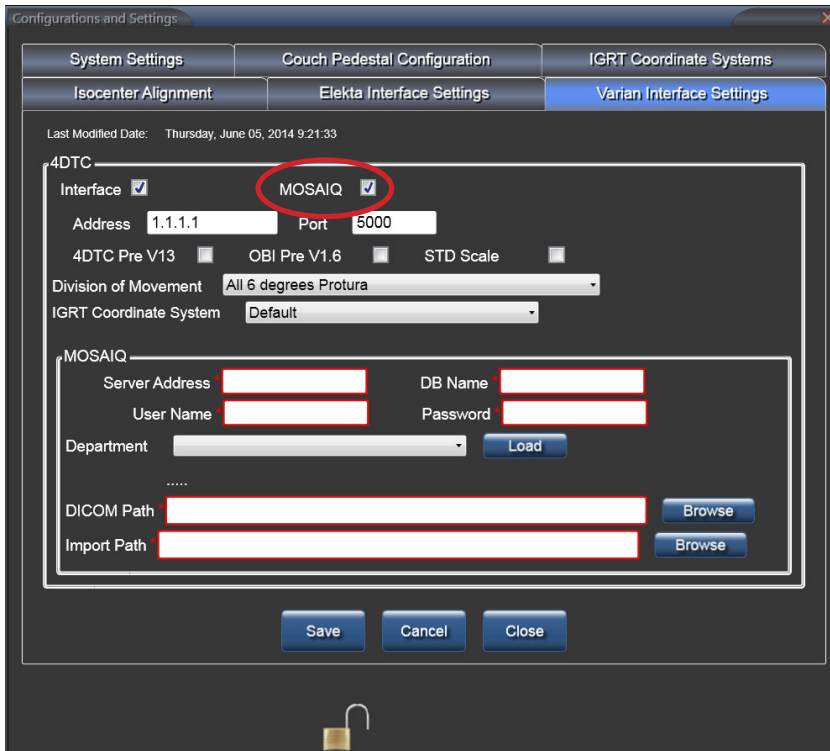 Configurations and Settings
System Settings Couch Pedestal Configuration IGRT Coordinate Systems
Isocenter Alignment Elekta Interface Settings Varian Interface Settings
Last Modified Date: Thursday, June 05, 2014 9:21:33
4DTC
Interface MOSAIQ
Address 1.1.1.1 Port 5000
4DTC Pre V13 OBI Pre V1.6 STD Scale
Division of Movement All 6 degrees Protura
IGRT Coordinate System Default
MOSAIQ
Server Address * DB Name *
User Name * Password *
Department Load
.....
DICOM Path * Browse
Import Path * Browse
Save Cancel Close